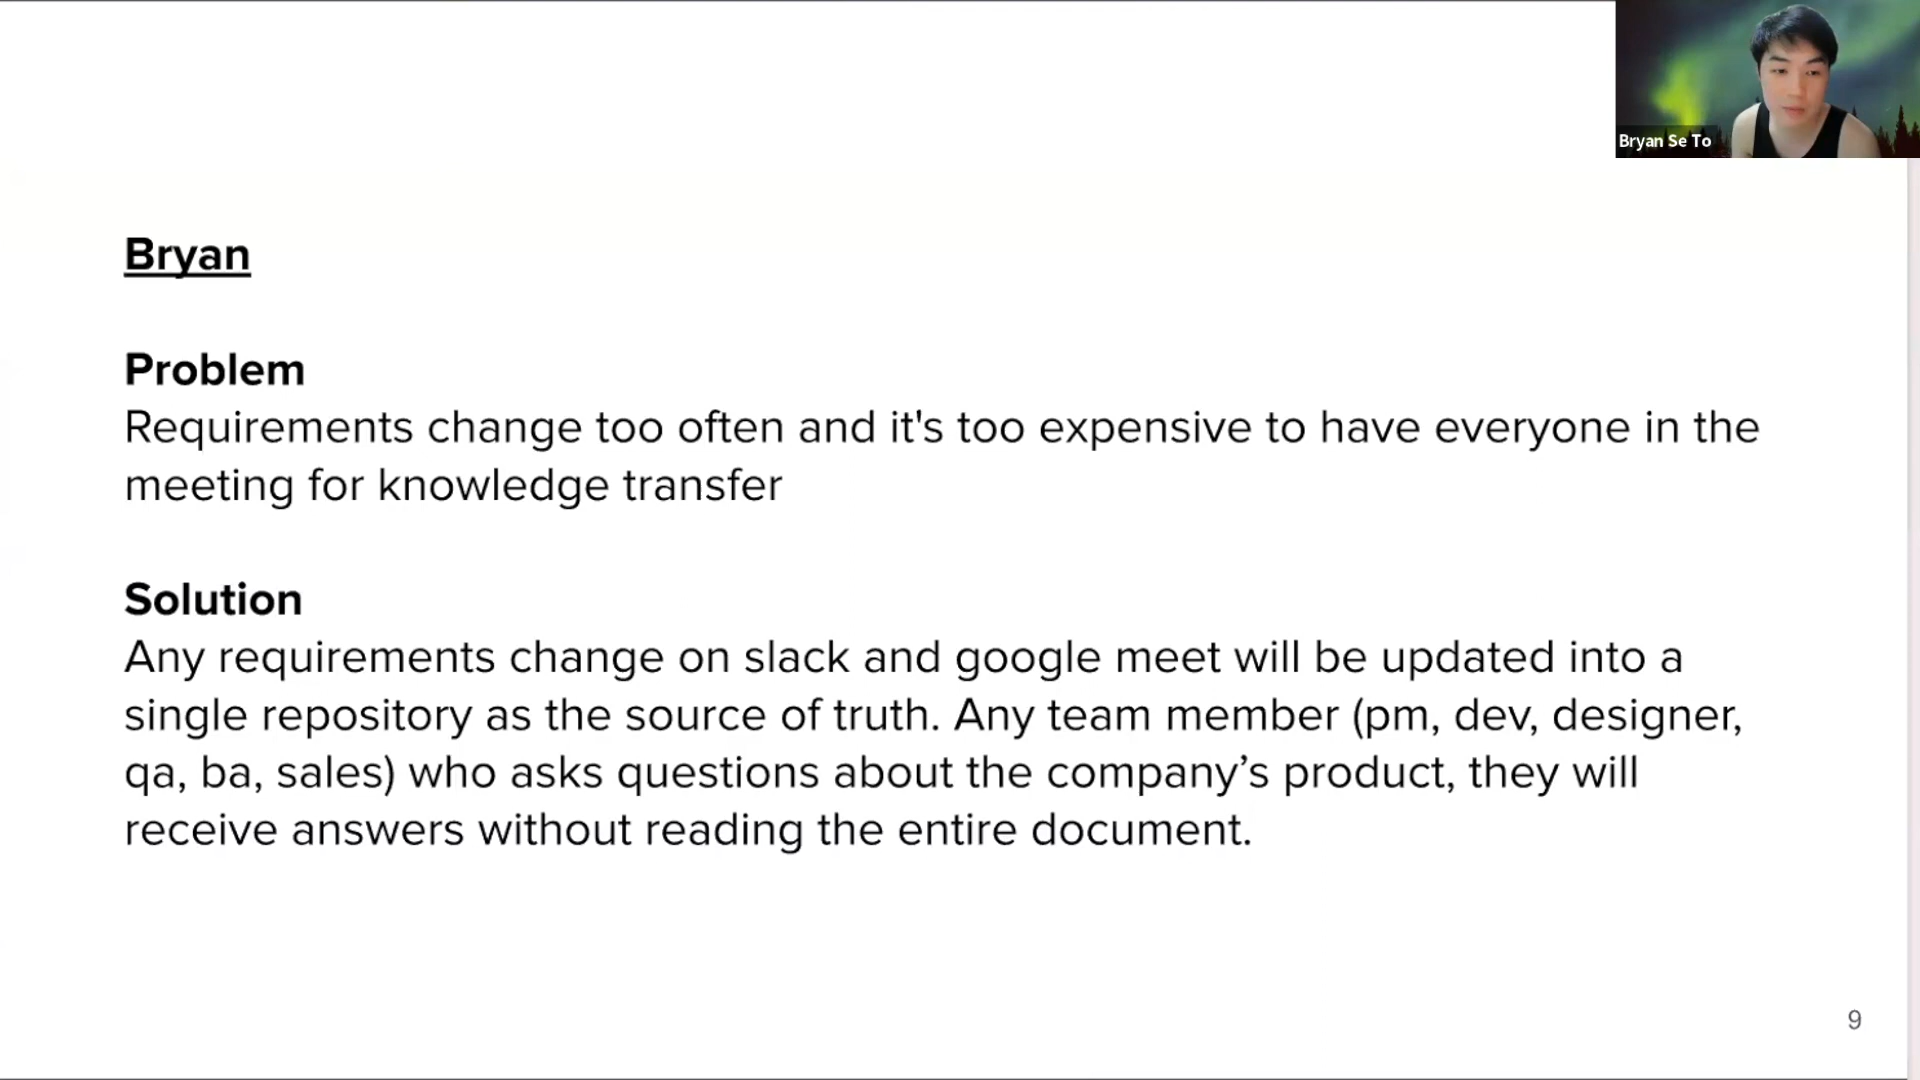 Bryan Se To
Bryan
Problem
Requirements change too often and it's too expensive to have everyone in the
meeting for knowledge transfer
Solution
Any requirements change on slack and google meet will be updated into a
single repository as the source of truth. Any team member (pm, dev, designer,
qa, ba, sales) who asks questions about the company’s product, they will
receive answers without reading the entire document.
9